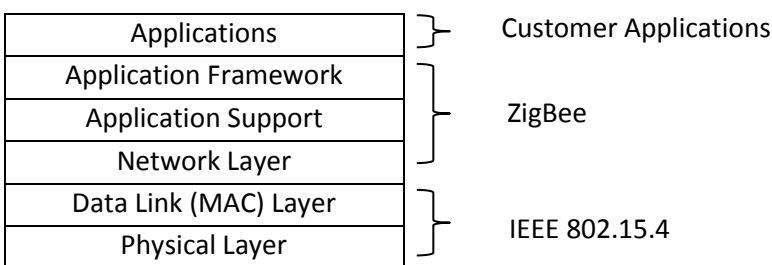 Applications
Customer Applications
Application Framework
Application Support
ZigBee
Network Layer
Data Link (MAC) Layer
IEEE 802.15.4
Physical Layer